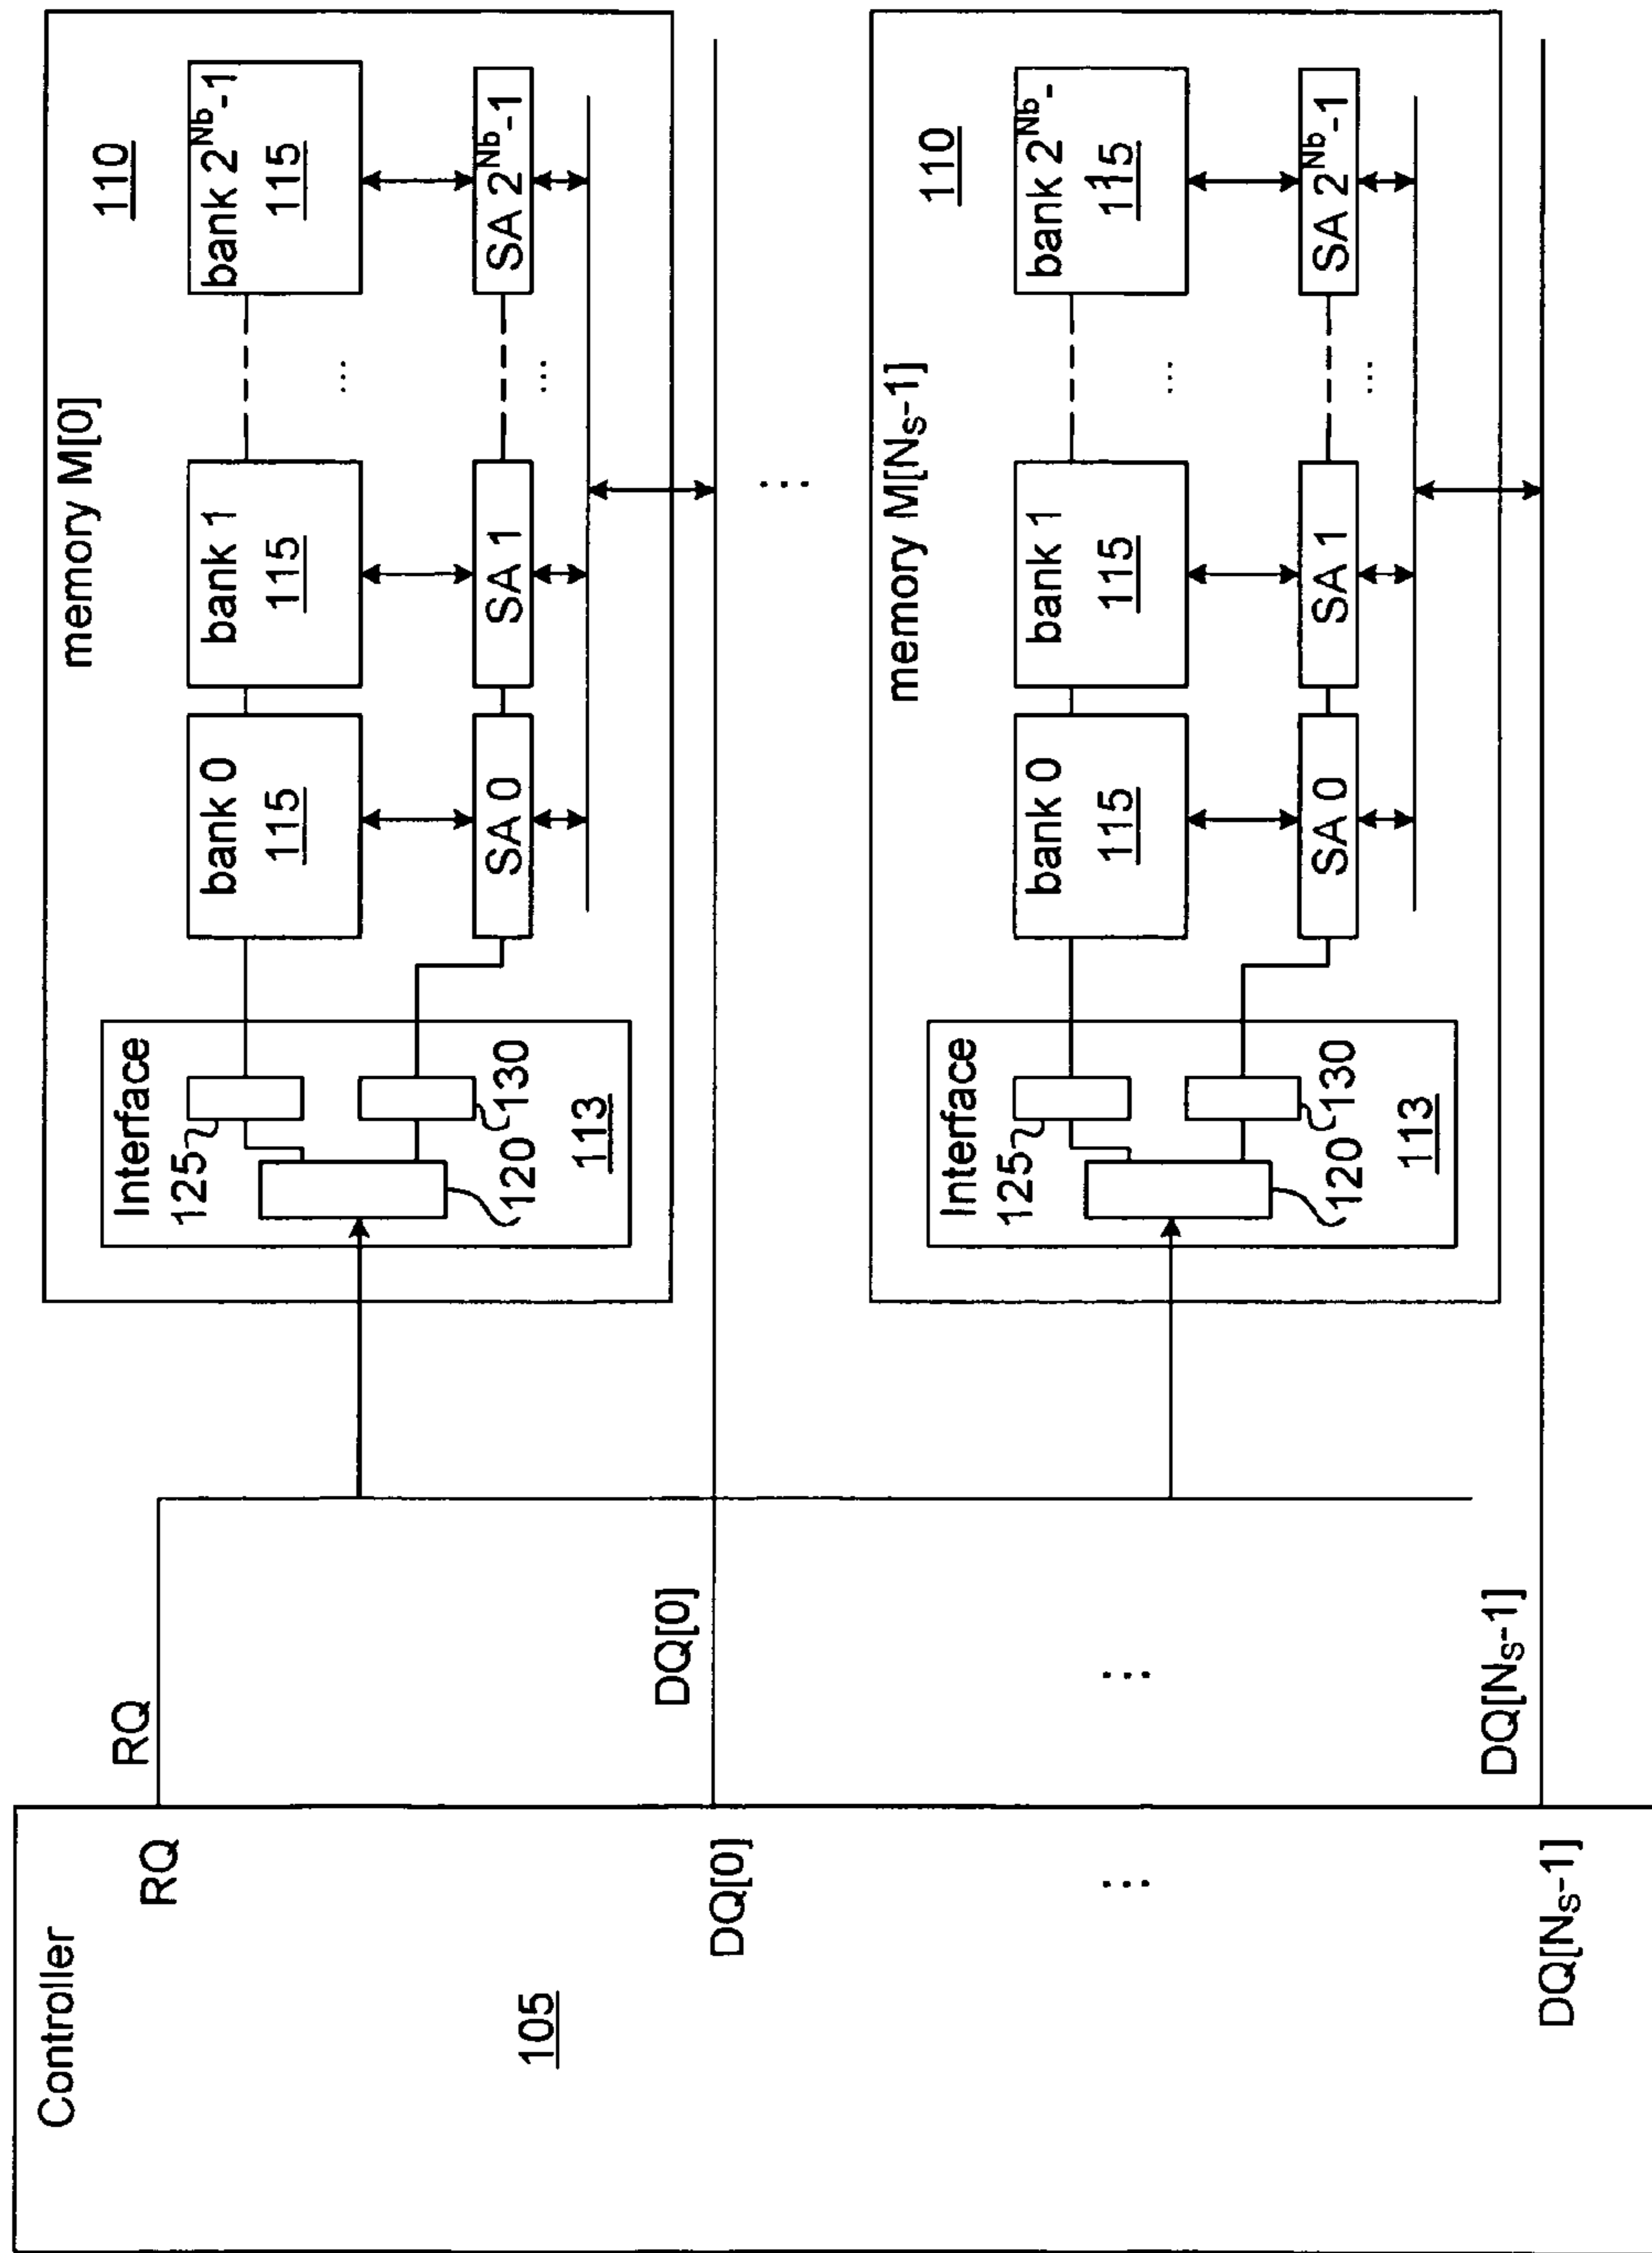 Controller
105
RQ
DQ[0]
⋮
DQ[Nₛ-1]
RQ
DQ[0]
⋮
DQ[Nₛ-1]
memory M[0]
110
Interface
125
120
130
113
bank 0
115
bank 1
115
...
bank 2ᴺᵇ-1
115
SA 0
SA 1
...
SA 2ᴺᵇ-1
⋮
memory M[Nₛ-1]
110
Interface
125
120
130
113
bank 0
115
bank 1
115
...
bank 2ᴺᵇ-
1
115
SA 0
SA 1
...
SA 2ᴺᵇ-1